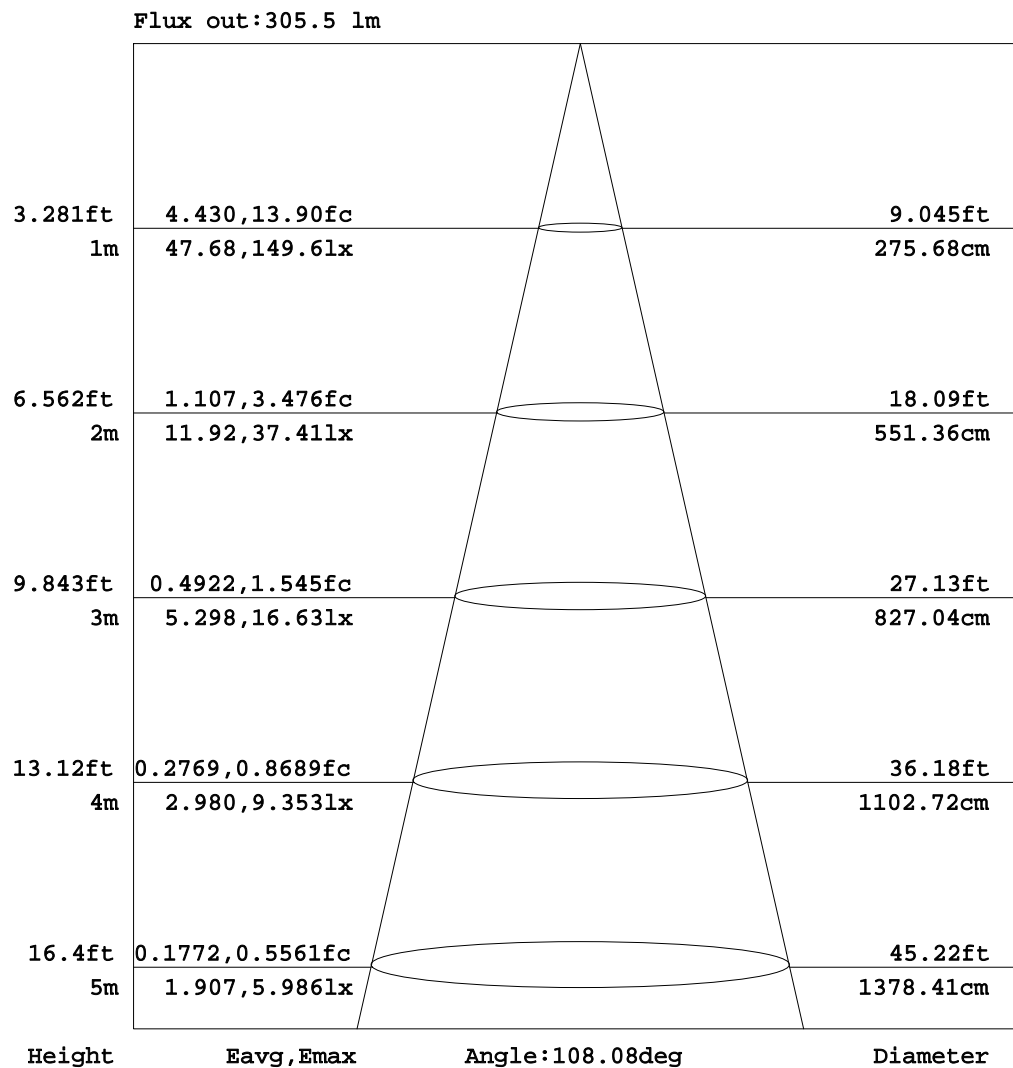 Flux out:305.5 lm
3.281ft 4.430,13.90fc 9.045ft
1m 47.68,149.6lx 275.68cm
6.562ft 1.107,3.476fc 18.09ft
2m 11.92,37.41lx 551.36cm
9.843ft 0.4922,1.545fc 27.13ft
3m 5.298,16.63lx 827.04cm
13.12ft 0.2769,0.8689fc 36.18ft
4m 2.980,9.353lx 1102.72cm
16.4ft 0.1772,0.5561fc 45.22ft
5m 1.907,5.986lx 1378.41cm
Height Eavg,Emax Angle:108.08deg Diameter